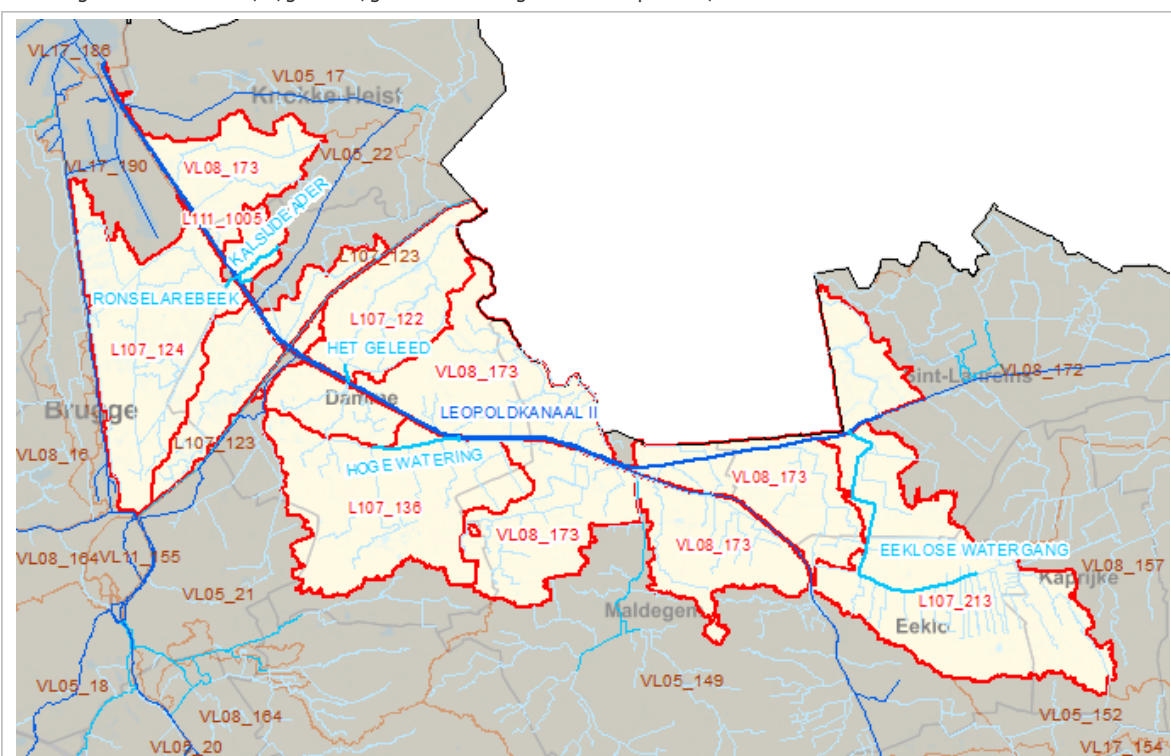 VL17_186
VL05_17
Knokke-Heist
VL17_190
VL08_173
VL05_22
L111_1005
KALSIJDEADER
L107_123
RONSELAREBEEK
L107_122
L107_124
HET GELEED
VL08_173
Sint-Laureins
VL08_172
Damme
Brugge
LEOPOLDKANAAL II
L107_123
VL08_16
HOGE WATERING
VL08_173
L107_136
VL08_173
VL08_173
EEKLOSE WATERGANG
VL08_164
VL11_155
VL08_157
Kaprijke
VL05_21
L107_213
Maldegem
Eeklo
VL05_18
VL05_149
VL08_164
VL05_152
VL05_20
VL17_154